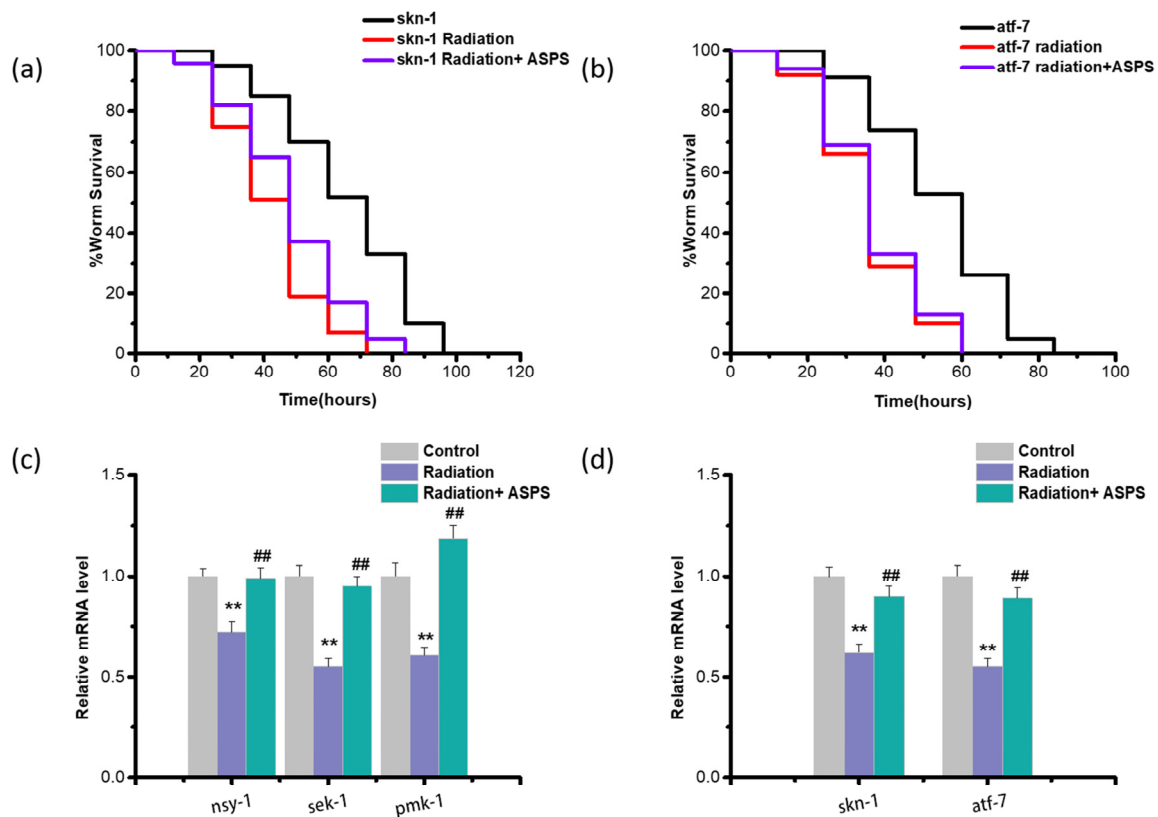 (a)
skn-1
skn-1 Radiation
skn-1 Radiation+ ASPS
100
80
60
40
20
0
%Worm Survival
0 20 40 60 80 100 120
Time(hours)
(b)
atf-7
atf-7 radiation
atf-7 radiation+ASPS
100
80
60
40
20
0
%Worm Survival
0 20 40 60 80 100
Time(hours)
(c)
Control
Radiation
Radiation+ ASPS
1.5
1.0
0.5
0.0
Relative mRNA level
** ## ** ## ** ##
nsy-1 sek-1 pmk-1
(d)
Control
Radiation
Radiation+ ASPS
1.5
1.0
0.5
0.0
Relative mRNA level
** ## ** ##
skn-1 atf-7